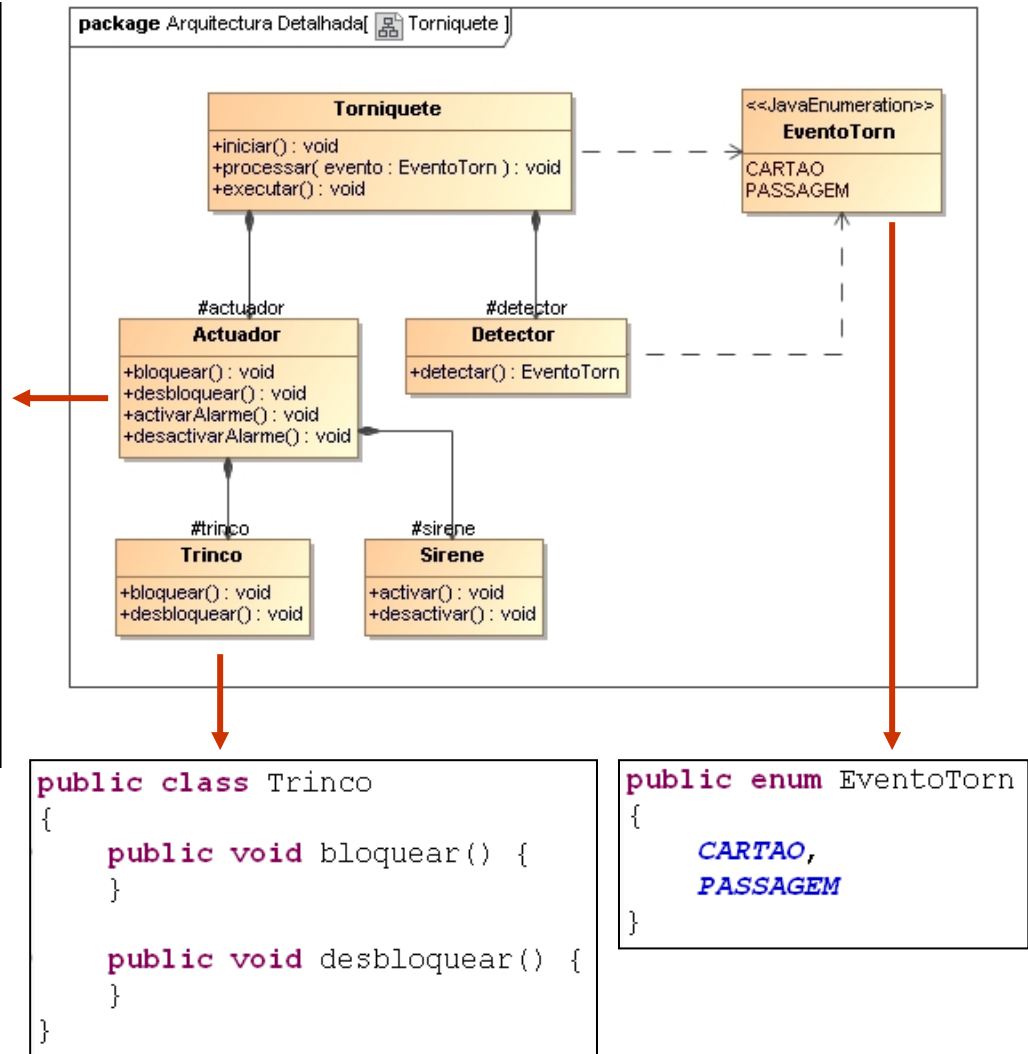 package Arquitectura Detalhada[ Torniquete ]
Torniquete
+iniciar() : void
+processar( evento : EventoTorn ) : void
+executar() : void
<<JavaEnumeration>>
EventoTorn
CARTAO
PASSAGEM
#actuador
Actuador
+bloquear() : void
+desbloquear() : void
+activarAlarme() : void
+desactivarAlarme() : void
#detector
Detector
+detectar() : EventoTorn
#trinco
Trinco
+bloquear() : void
+desbloquear() : void
#sirene
Sirene
+activar() : void
+desactivar() : void
public class Trinco
{
public void bloquear() {
}
public void desbloquear() {
}
}
public enum EventoTorn
{
CARTAO,
PASSAGEM
}